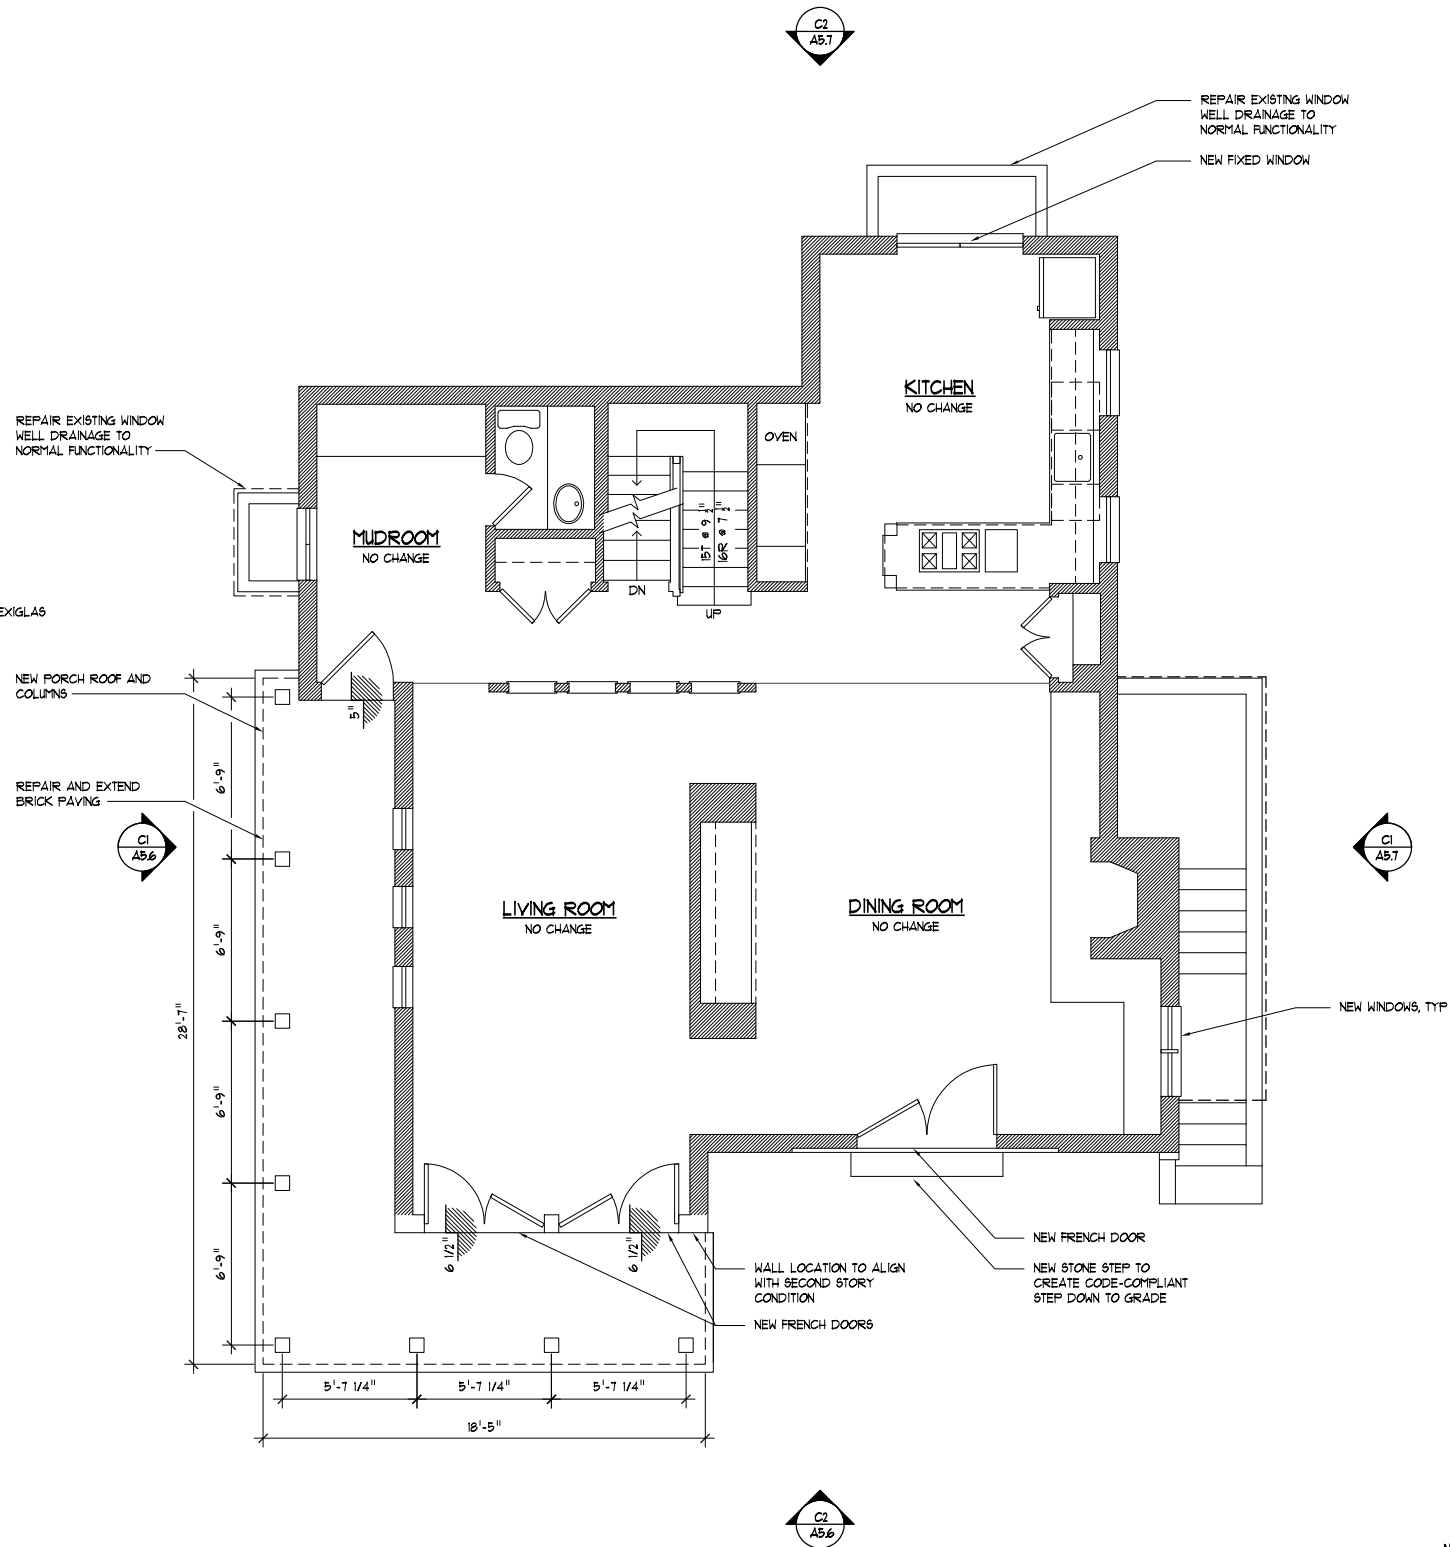 C2
A5.7
REPAIR EXISTING WINDOW
WELL DRAINAGE TO
NORMAL FUNCTIONALITY
NEW FIXED WINDOW
KITCHEN
NO CHANGE
REPAIR EXISTING WINDOW
WELL DRAINAGE TO
NORMAL FUNCTIONALITY
OVEN
MUDROOM
NO CHANGE
15T @ 9 1/2"
16R @ 7 1/2"
DN
UP
EXIGLAS
NEW PORCH ROOF AND
COLUMNS
5"
6'-9"
REPAIR AND EXTEND
BRICK PAVING
C1
A5.6
C1
A5.7
LIVING ROOM
NO CHANGE
DINING ROOM
NO CHANGE
6'-9"
28'-7"
NEW WINDOWS, TYP
6'-9"
6'-9"
6 1/2"
6 1/2"
NEW FRENCH DOOR
WALL LOCATION TO ALIGN
WITH SECOND STORY
CONDITION
NEW STONE STEP TO
CREATE CODE-COMPLIANT
STEP DOWN TO GRADE
NEW FRENCH DOORS
5'-7 1/4"
5'-7 1/4"
5'-7 1/4"
18'-5"
C2
A5.6